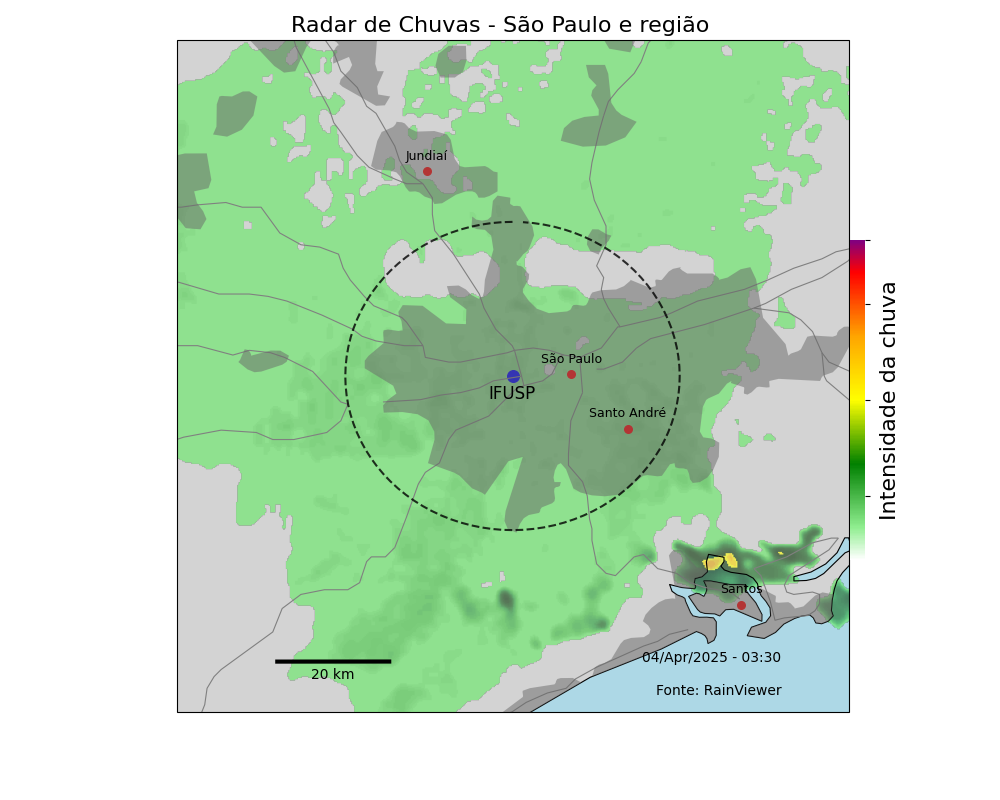 Radar de Chuvas - São Paulo e região
Jundiaí
São Paulo
IFUSP
Santo André
Intensidade da chuva
Santos
04/Apr/2025 - 03:30
20 km
Fonte: RainViewer